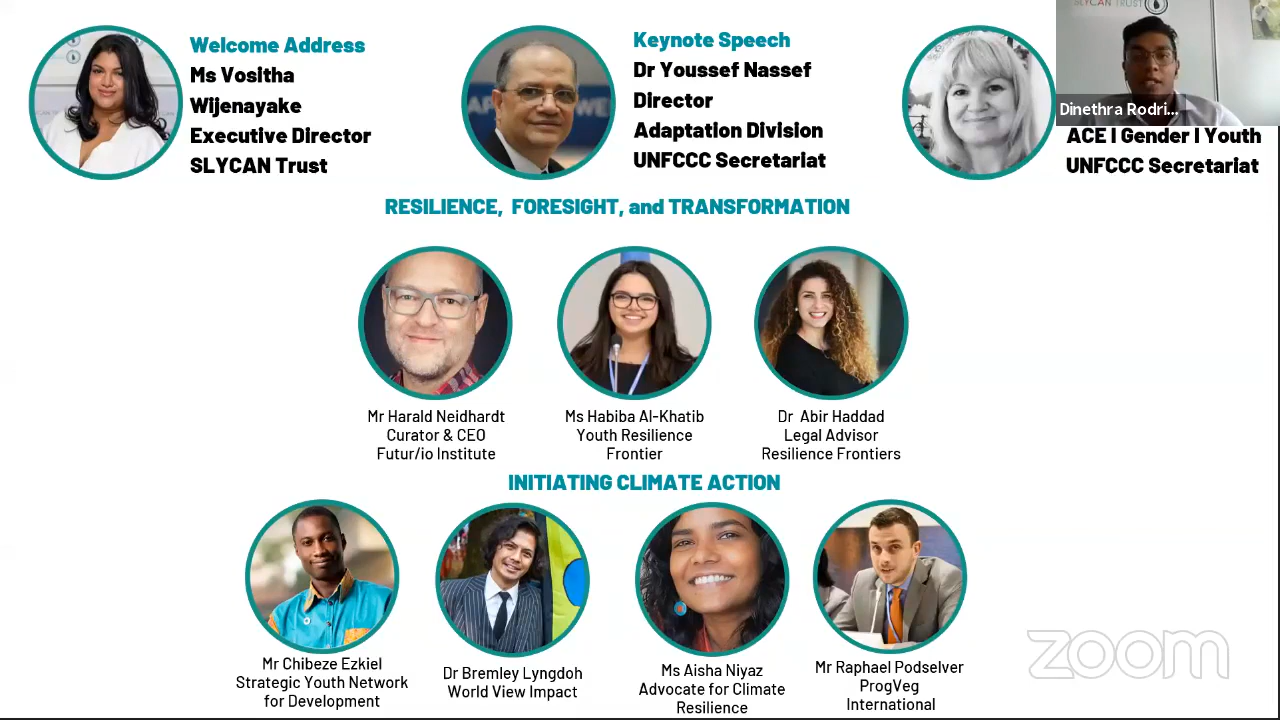 Welcome Address
Ms Vositha
Wijenayake
Executive Director
SLYCAN Trust
Keynote Speech
Dr Youssef Nassef
Director
Adaptation Division
UNFCCC Secretariat
SLYCAN TRUST
Dinethra Rodri...
ACE I Gender I Youth
UNFCCC Secretariat
RESILIENCE, FORESIGHT, and TRANSFORMATION
Mr Harald Neidhardt
Curator & CEO
Futur/io Institute
Ms Habiba Al-Khatib
Youth Resilience
Frontier
Dr Abir Haddad
Legal Advisor
Resilience Frontiers
INITIATING CLIMATE ACTION
Mr Chibeze Ezkiel
Strategic Youth Network
for Development
Dr Bremley Lyngdoh
World View Impact
Ms Aisha Niyaz
Advocate for Climate
Resilience
Mr Raphael Podselver
ProgVeg
International
zoom